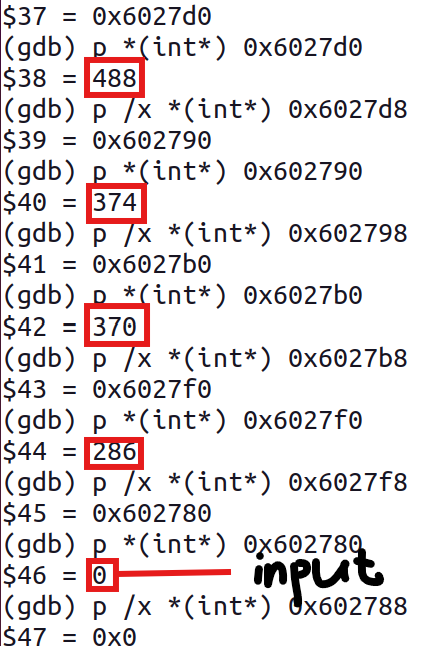 $37 = 0x6027d0
(gdb) p *(int*) 0x6027d0
$38 = 488
(gdb) p /x *(int*) 0x6027d8
$39 = 0x602790
(gdb) p *(int*) 0x602790
$40 = 374
(gdb) p /x *(int*) 0x602798
$41 = 0x6027b0
(gdb) p *(int*) 0x6027b0
$42 = 370
(gdb) p /x *(int*) 0x6027b8
$43 = 0x6027f0
(gdb) p *(int*) 0x6027f0
$44 = 286
(gdb) p /x *(int*) 0x6027f8
$45 = 0x602780
(gdb) p *(int*) 0x602780
$46 = 0 input
(gdb) p /x *(int*) 0x602788
$47 = 0x0